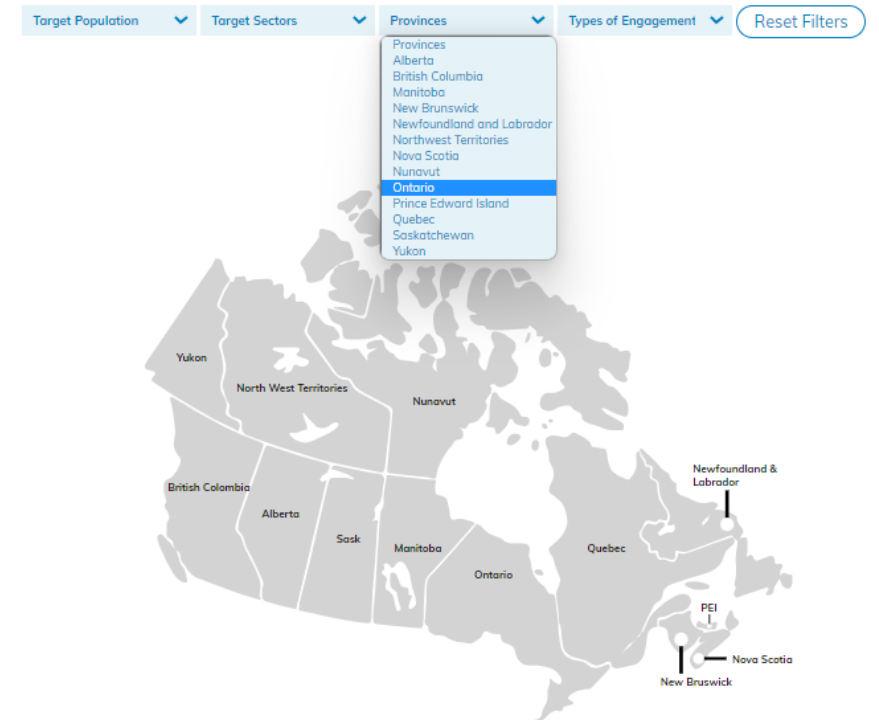 Target Population
Target Sectors
Provinces
Types of Engagement
Reset Filters
Provinces
Alberta
British Columbia
Manitoba
New Brunswick
Newfoundland and Labrador
Northwest Territories
Nova Scotia
Nunavut
Ontario
Prince Edward Island
Quebec
Saskatchewan
Yukon
Yukon
North West Territories
Nunavut
Newfoundland &
Labrador
British Colombia
Alberta
Sask
Manitoba
Quebec
Ontario
PEI
Nova Scotia
New Bruswick